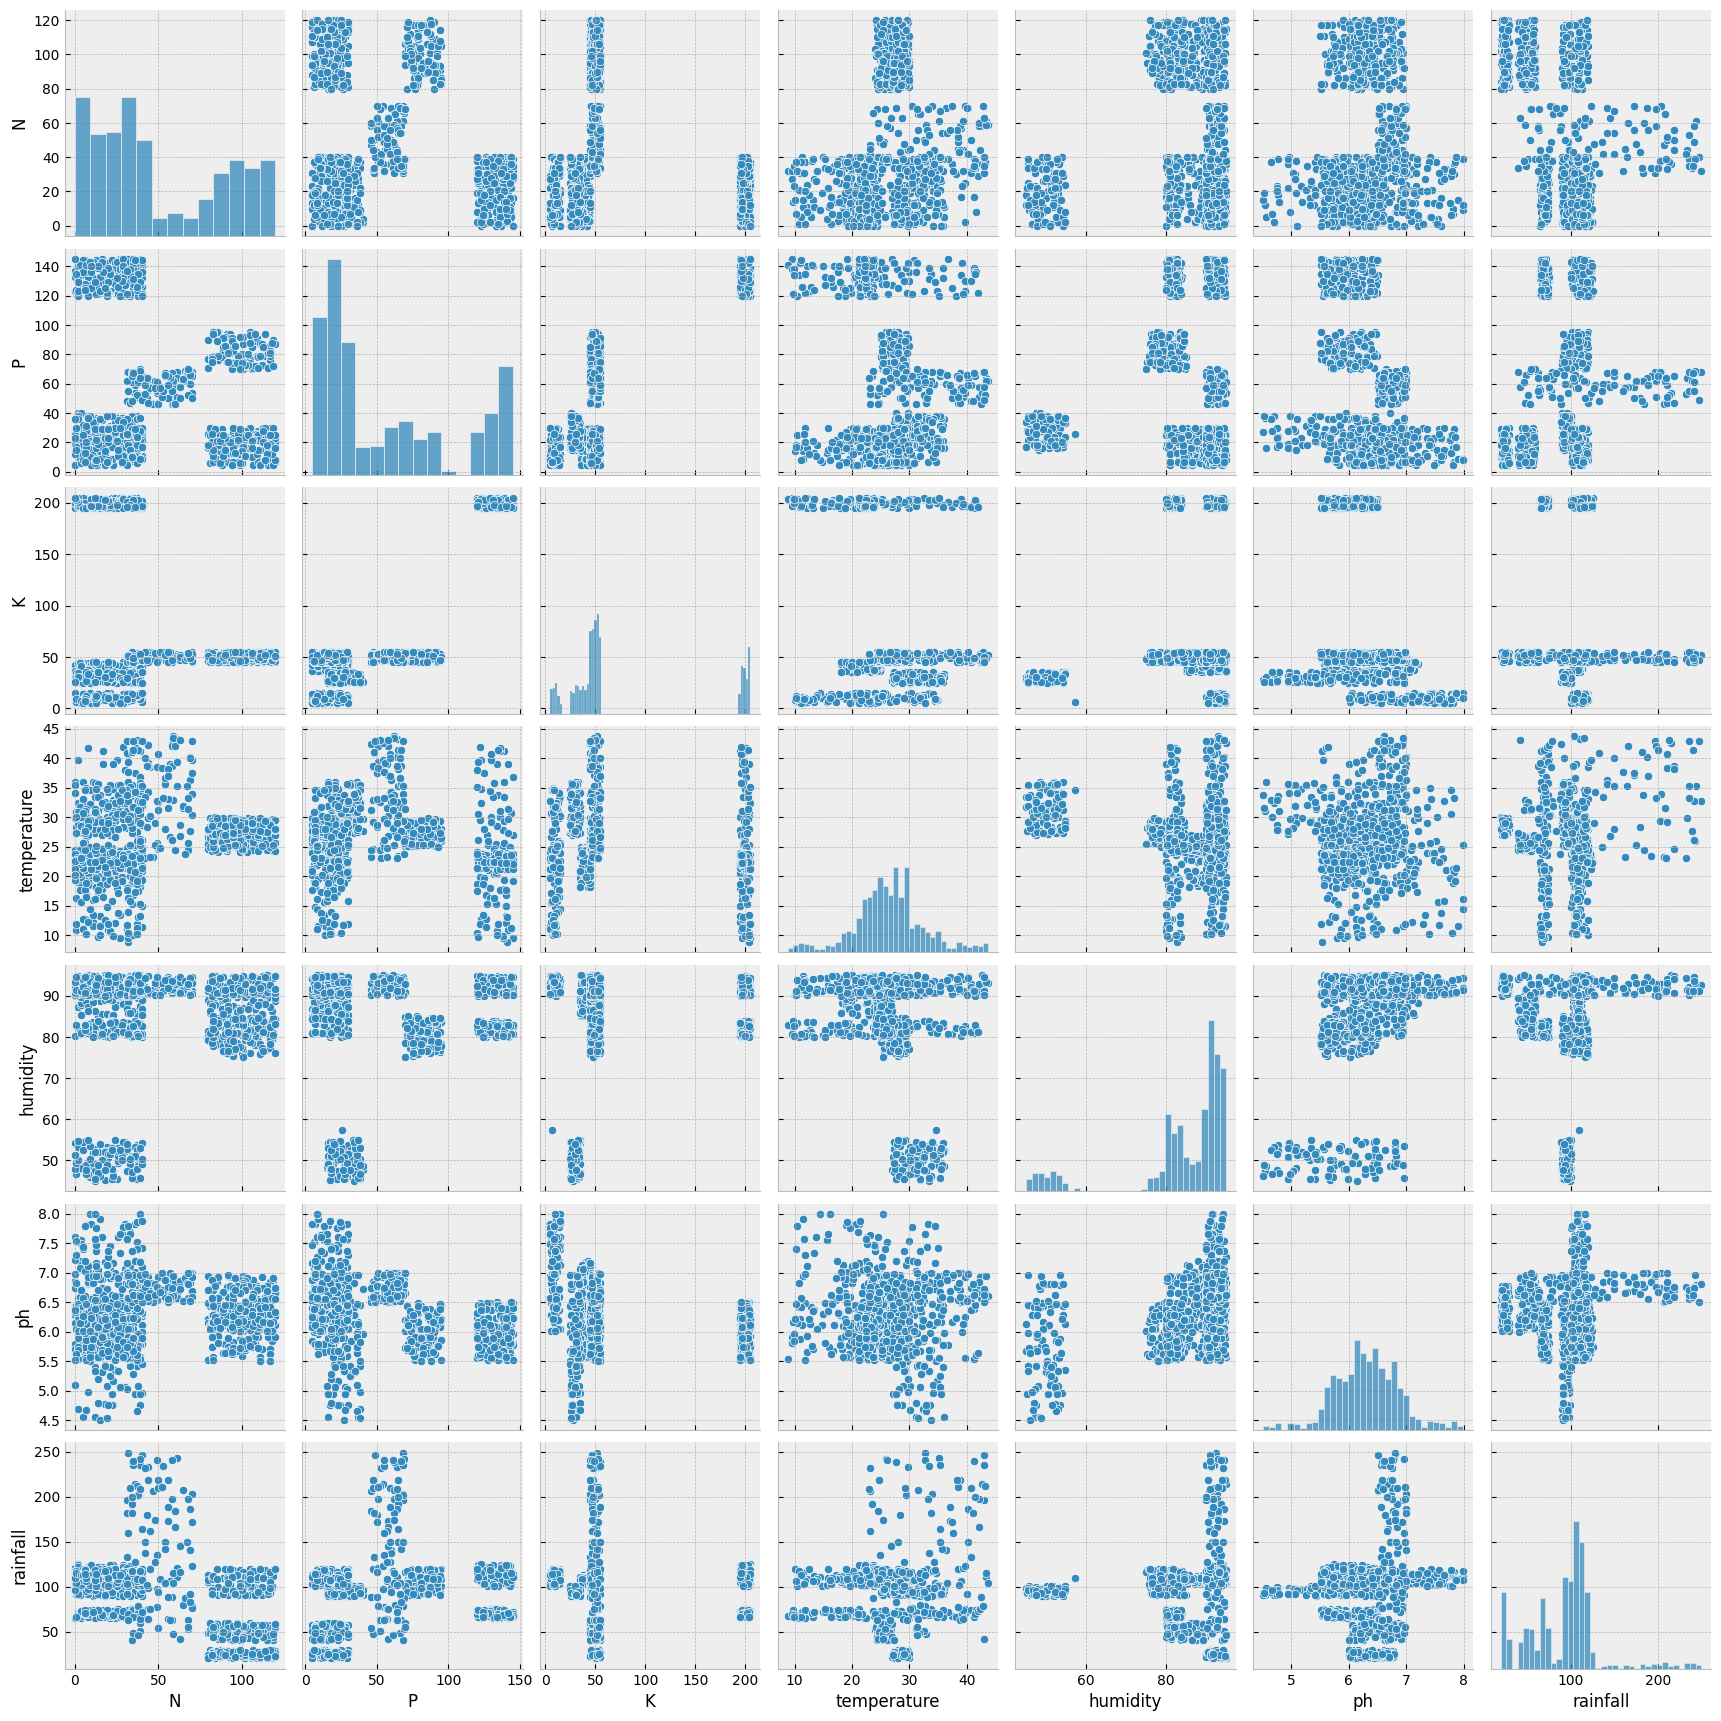 120
100
80
60
40
20
0
N
140
120
100
80
60
40
20
0
P
200
150
100
50
0
K
45
40
35
30
25
20
15
10
temperature
90
80
70
60
50
humidity
8.0
7.5
7.0
6.5
6.0
5.5
5.0
4.5
ph
250
200
150
100
50
rainfall
0 50 100
0 50 100 150
0 50 100 150 200
10 20 30 40
60 80
5 6 7 8
100 200
N
P
K
temperature
humidity
ph
rainfall